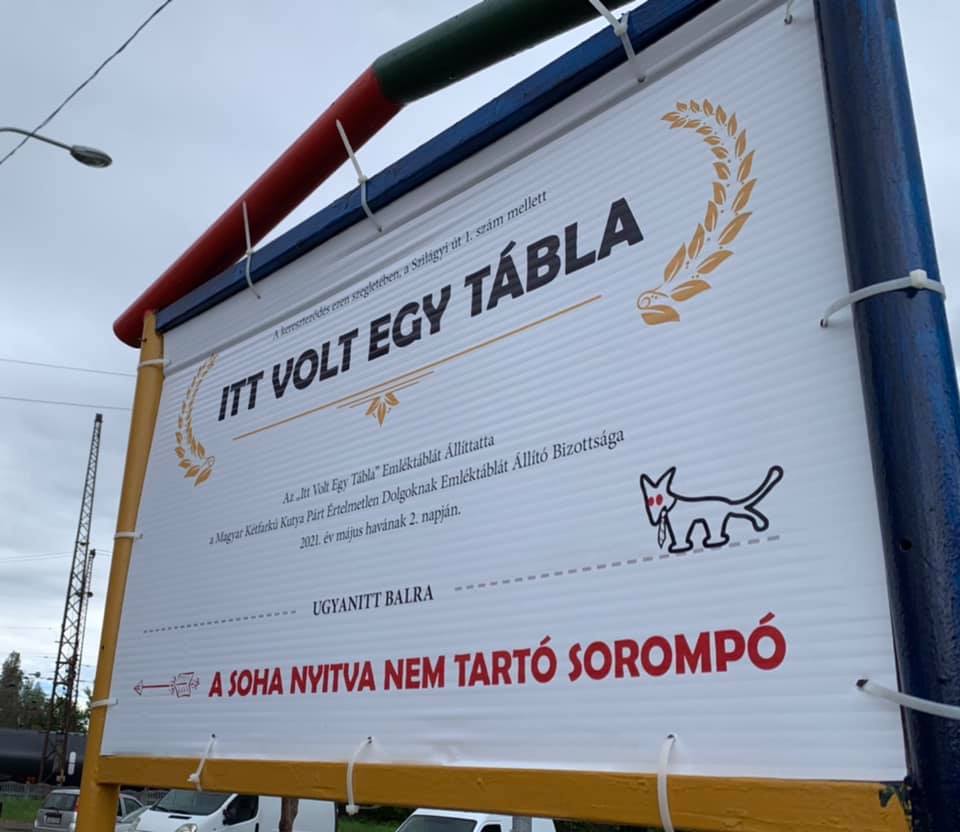 A kereszteződés ezen szegletében, a Szilágyi út 1. szám mellett
ITT VOLT EGY TÁBLA
Az „Itt Volt Egy Tábla” Emléktáblát Állíttatta
a Magyar Kétfarkú Kutya Párt Értelmetlen Dolgoknak Emléktáblát Állító Bizottsága
2021. év május havának 2. napján.
UGYANITT BALRA
A SOHA NYITVA NEM TARTÓ SOROMPÓ